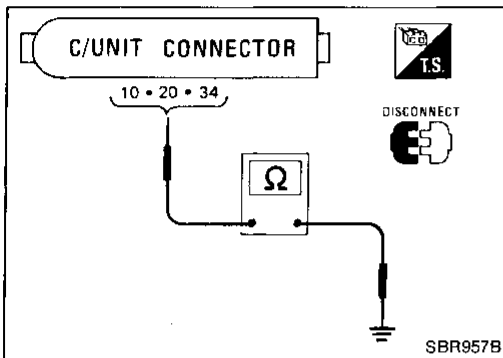 C/UNIT CONNECTOR
T.S.
10 • 20 • 34
DISCONNECT
Ω
SBR957B